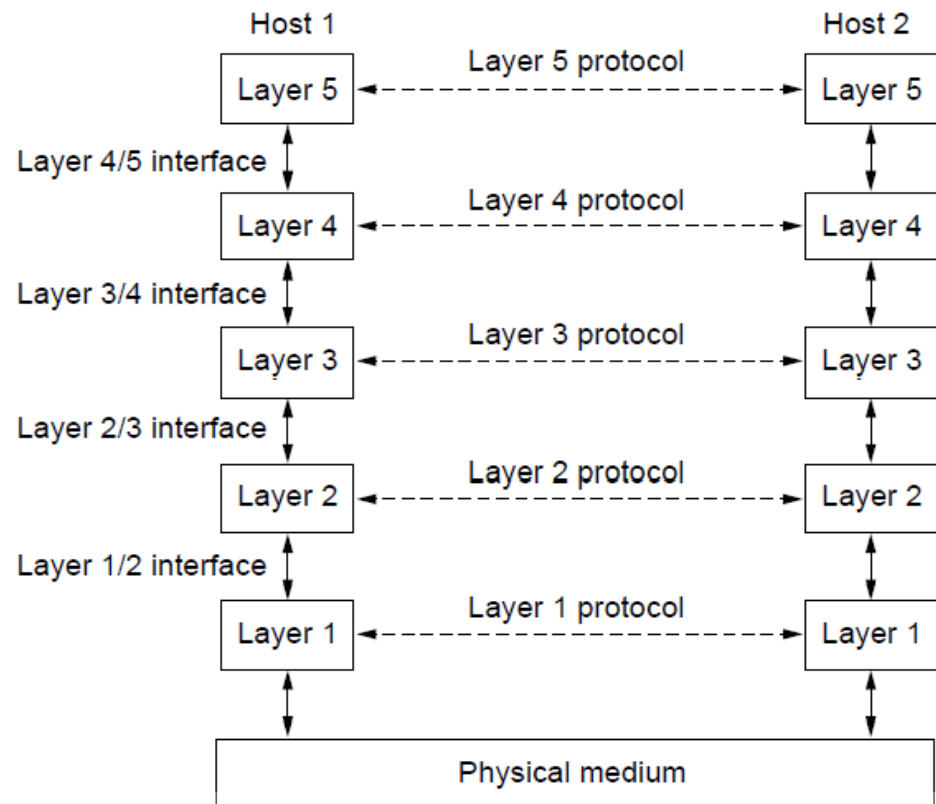 Host 1
Host 2
Layer 5
Layer 5 protocol
Layer 5
Layer 4/5 interface
Layer 4
Layer 4 protocol
Layer 4
Layer 3/4 interface
Layer 3
Layer 3 protocol
Layer 3
Layer 2/3 interface
Layer 2
Layer 2 protocol
Layer 2
Layer 1/2 interface
Layer 1
Layer 1 protocol
Layer 1
Physical medium